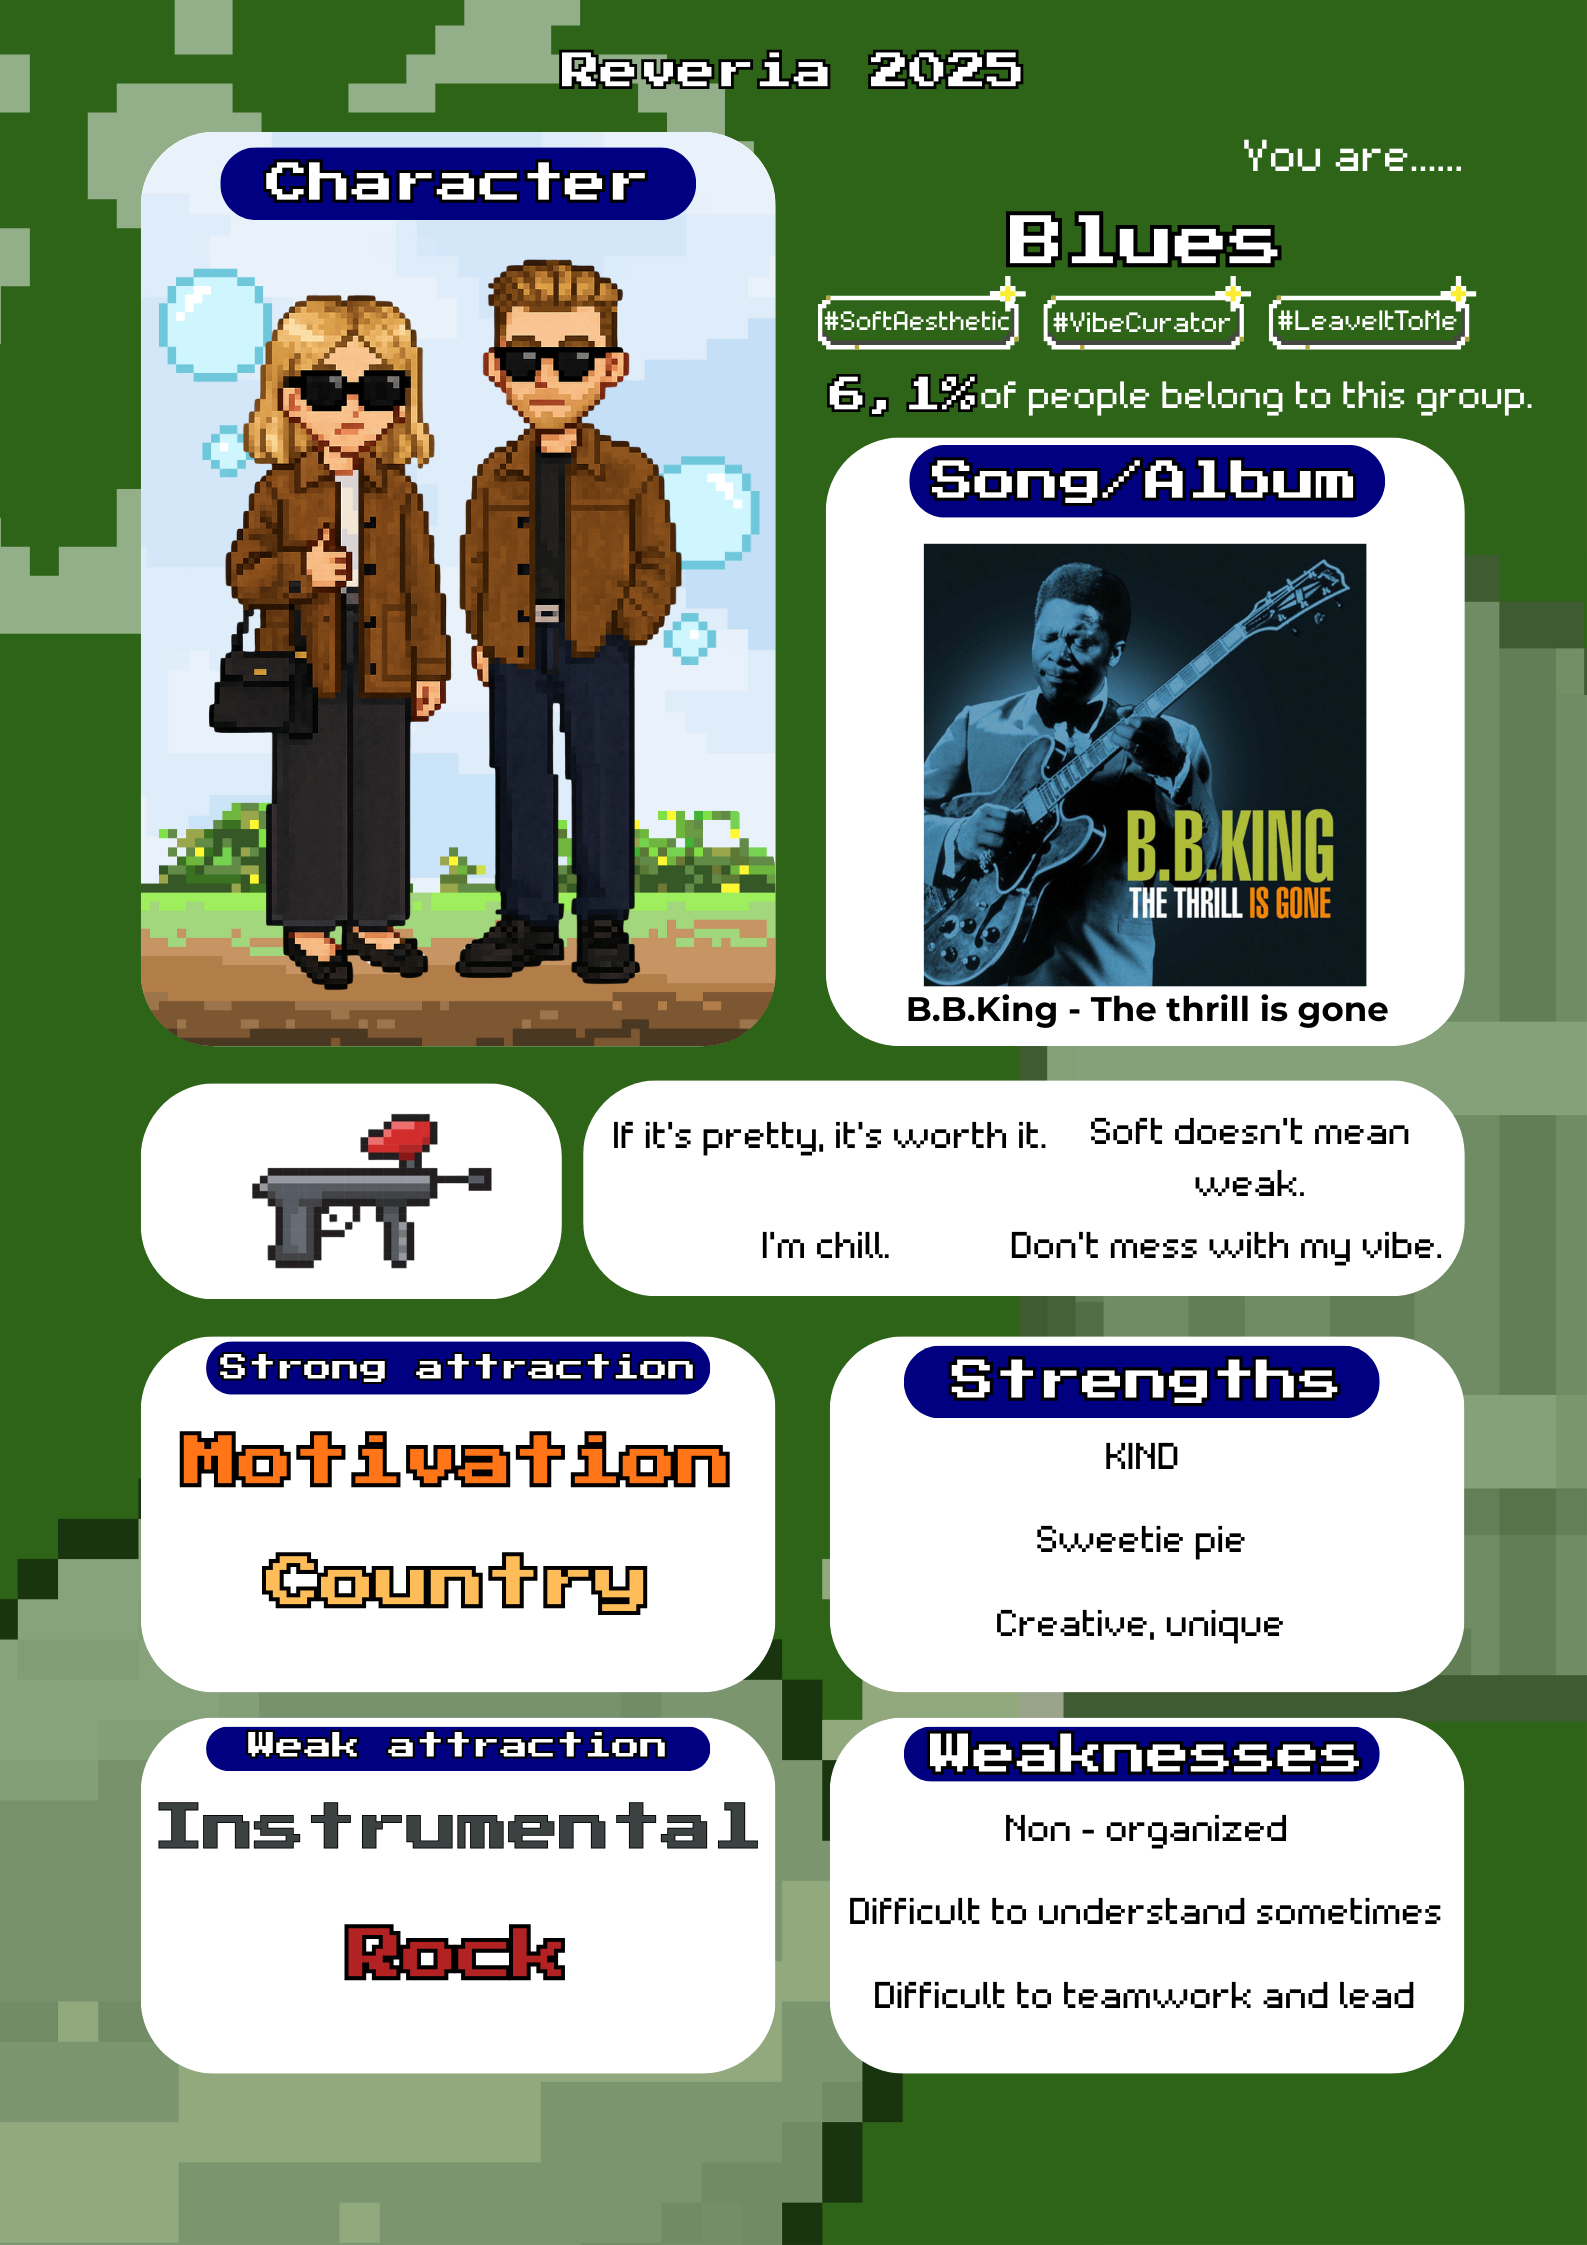 Reveria 2025
Character
You are......
Blues
#SoftAesthetic
#VibeCurator
#LeaveItToMe
6,1% of people belong to this group.
Song/Album
B.B.KING
THE THRILL IS GONE
B.B.King - The thrill is gone
If it's pretty, it's worth it.
Soft doesn't mean
weak.
I'm chill.
Don't mess with my vibe.
Strong attraction
Motivation
Country
Strengths
KIND
Sweetie pie
Creative, unique
Weak attraction
Instrumental
Rock
Weaknesses
Non - organized
Difficult to understand sometimes
Difficult to teamwork and lead